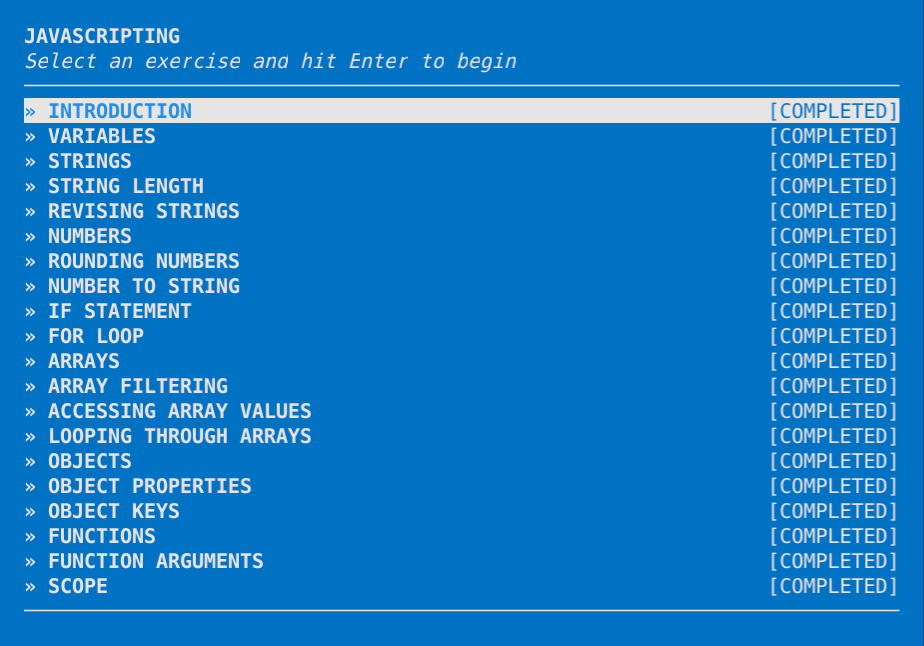 JAVASCRIPTING
Select an exercise and hit Enter to begin
» INTRODUCTION [COMPLETED]
» VARIABLES [COMPLETED]
» STRINGS [COMPLETED]
» STRING LENGTH [COMPLETED]
» REVISING STRINGS [COMPLETED]
» NUMBERS [COMPLETED]
» ROUNDING NUMBERS [COMPLETED]
» NUMBER TO STRING [COMPLETED]
» IF STATEMENT [COMPLETED]
» FOR LOOP [COMPLETED]
» ARRAYS [COMPLETED]
» ARRAY FILTERING [COMPLETED]
» ACCESSING ARRAY VALUES [COMPLETED]
» LOOPING THROUGH ARRAYS [COMPLETED]
» OBJECTS [COMPLETED]
» OBJECT PROPERTIES [COMPLETED]
» OBJECT KEYS [COMPLETED]
» FUNCTIONS [COMPLETED]
» FUNCTION ARGUMENTS [COMPLETED]
» SCOPE [COMPLETED]